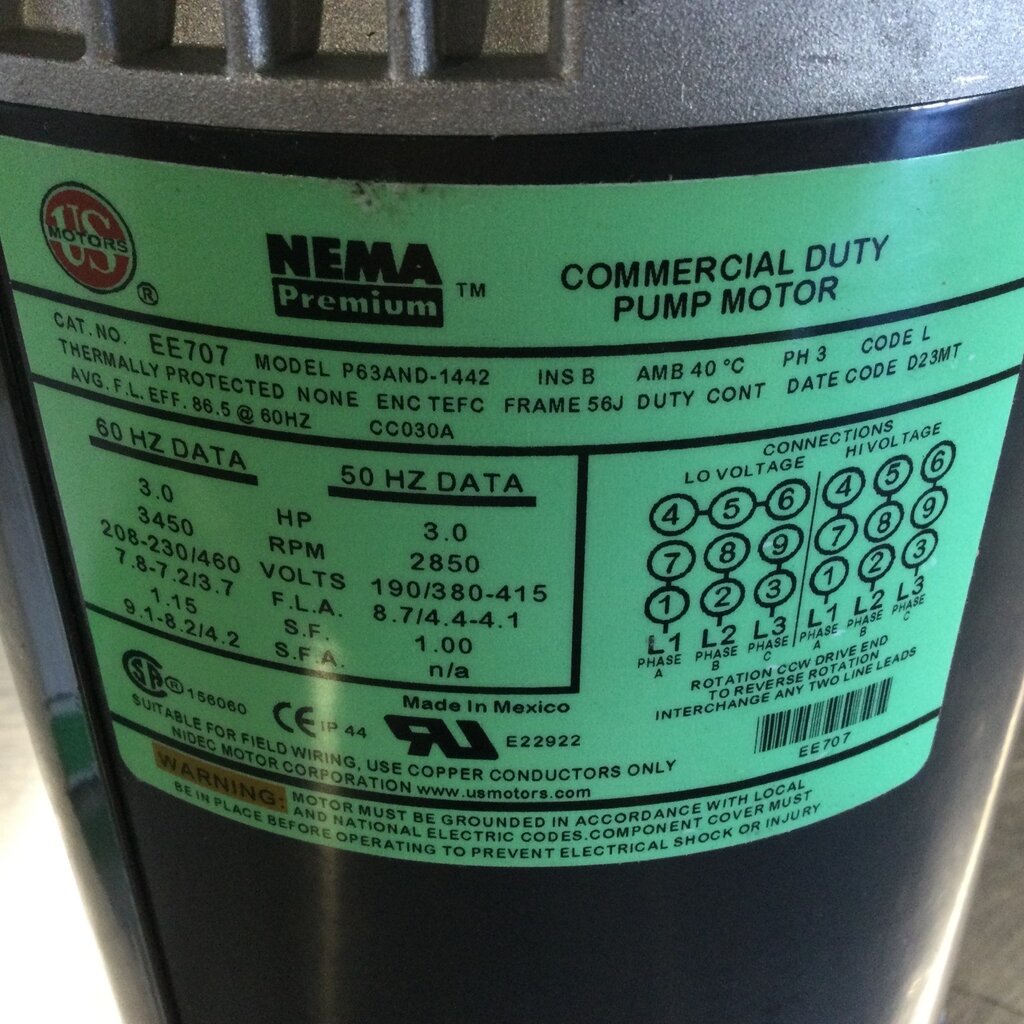 US MOTORS ®
NEMA Premium ™
COMMERCIAL DUTY
PUMP MOTOR
CAT. NO. EE707 MODEL P63AND-1442 INS B AMB 40 °C PH 3 CODE L
THERMALLY PROTECTED NONE ENC TEFC FRAME 56J DUTY CONT DATE CODE D23MT
AVG. F.L. EFF. 86.5 @ 60HZ CC030A
60 HZ DATA 50 HZ DATA
3.0 HP 3.0
3450 RPM 2850
208-230/460 VOLTS 190/380-415
7.8-7.2/3.7 F.L.A. 8.7/4.4-4.1
1.15 S.F. 1.00
9.1-8.2/4.2 S.F.A. n/a
CONNECTIONS
LO VOLTAGE HI VOLTAGE
4 5 6 4 5 6
7 8 9 7 8 9
1 2 3 1 2 3
L1 L2 L3 L1 L2 L3
PHASE PHASE PHASE PHASE PHASE PHASE
A B C A B C
ROTATION CCW DRIVE END
TO REVERSE ROTATION
INTERCHANGE ANY TWO LINE LEADS
EE707
SA ® 156060 CE IP 44 Made In Mexico
RU E22922
SUITABLE FOR FIELD WIRING, USE COPPER CONDUCTORS ONLY
NIDEC MOTOR CORPORATION www.usmotors.com
WARNING: MOTOR MUST BE GROUNDED IN ACCORDANCE WITH LOCAL
AND NATIONAL ELECTRIC CODES. COMPONENT COVER MUST
BE IN PLACE BEFORE OPERATING TO PREVENT ELECTRICAL SHOCK OR INJURY